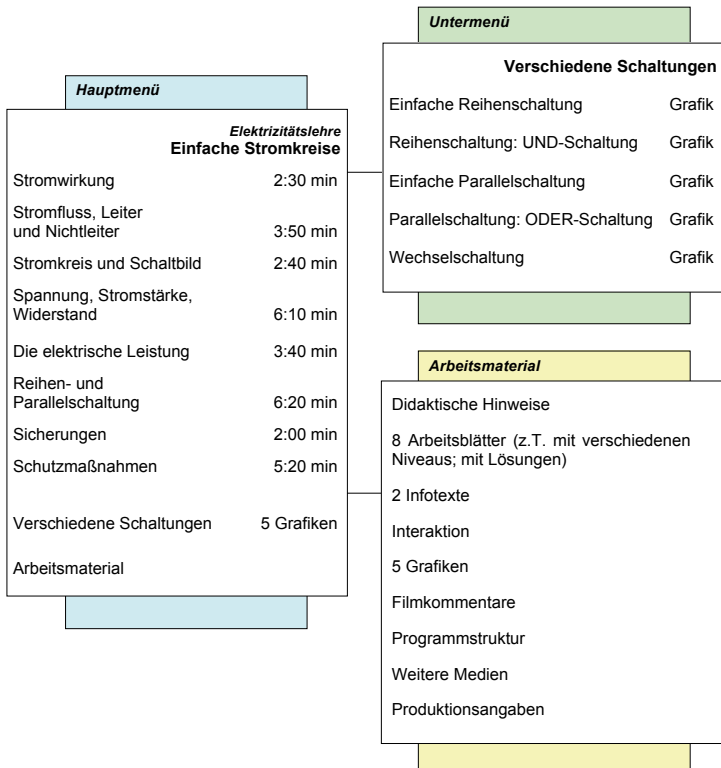 Hauptmenü
Elektrizitätslehre
Einfache Stromkreise
Stromwirkung 2:30 min
Stromfluss, Leiter
und Nichtleiter 3:50 min
Stromkreis und Schaltbild 2:40 min
Spannung, Stromstärke,
Widerstand 6:10 min
Die elektrische Leistung 3:40 min
Reihen- und
Parallelschaltung 6:20 min
Sicherungen 2:00 min
Schutzmaßnahmen 5:20 min
Verschiedene Schaltungen 5 Grafiken
Arbeitsmaterial
Untermenü
Verschiedene Schaltungen
Einfache Reihenschaltung Grafik
Reihenschaltung: UND-Schaltung Grafik
Einfache Parallelschaltung Grafik
Parallelschaltung: ODER-Schaltung Grafik
Wechselschaltung Grafik
Arbeitsmaterial
Didaktische Hinweise
8 Arbeitsblätter (z.T. mit verschiedenen
Niveaus; mit Lösungen)
2 Infotexte
Interaktion
5 Grafiken
Filmkommentare
Programmstruktur
Weitere Medien
Produktionsangaben